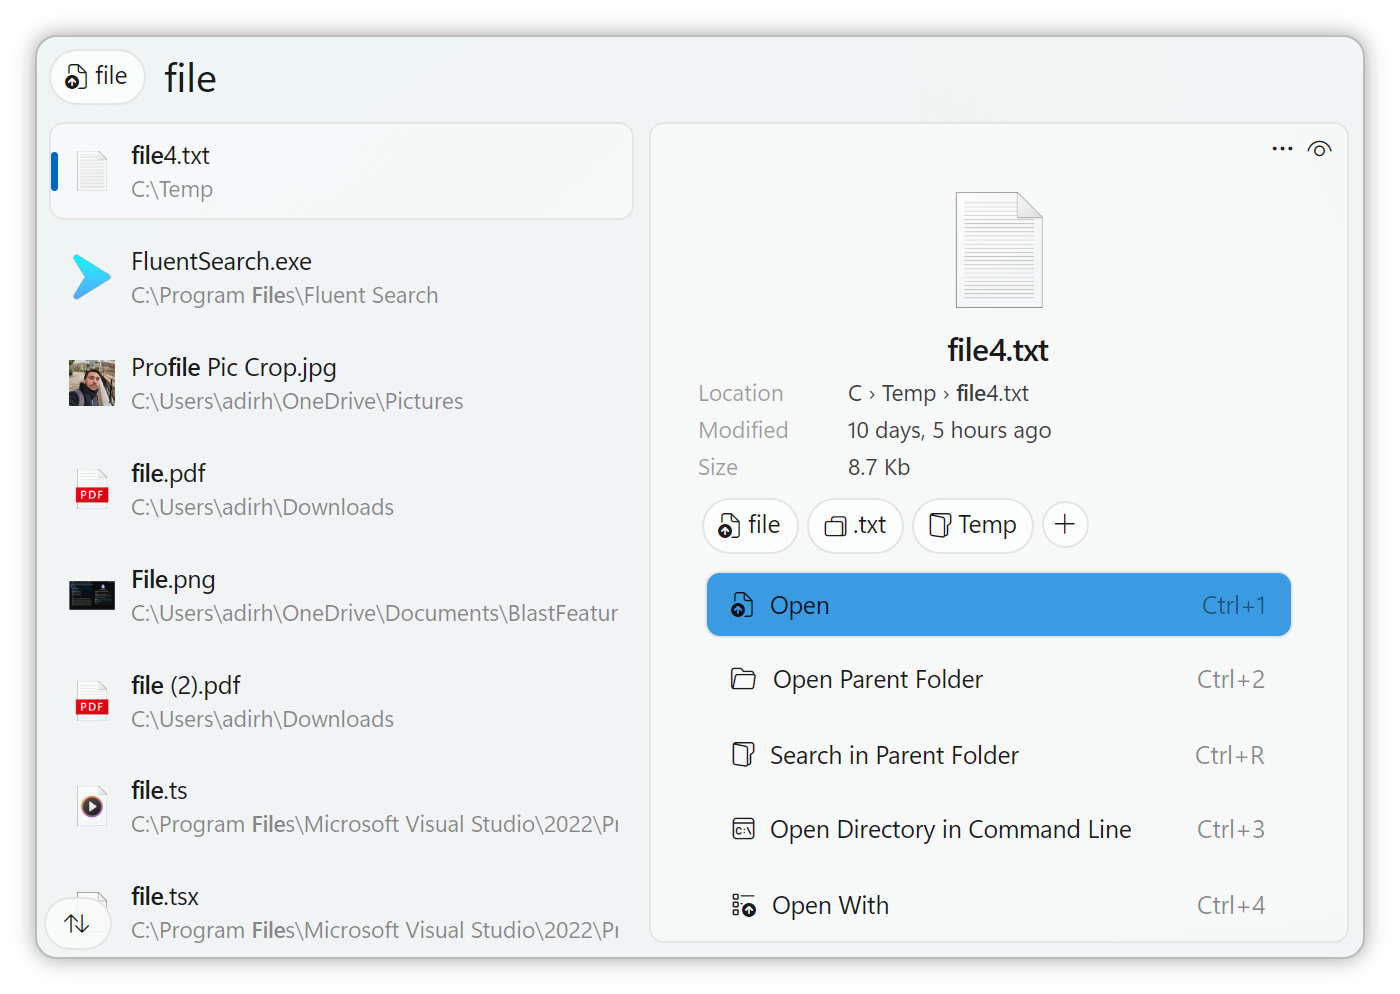 file file
file4.txt
C:\Temp
FluentSearch.exe
C:\Program Files\Fluent Search
Profile Pic Crop.jpg
C:\Users\adirh\OneDrive\Pictures
PDF
file.pdf
C:\Users\adirh\Downloads
File.png
C:\Users\adirh\OneDrive\Documents\BlastFeatur
PDF
file (2).pdf
C:\Users\adirh\Downloads
file.ts
C:\Program Files\Microsoft Visual Studio\2022\Pr
file.tsx
C:\Program Files\Microsoft Visual Studio\2022\Pr
file4.txt
Location C › Temp › file4.txt
Modified 10 days, 5 hours ago
Size 8.7 Kb
file .txt Temp +
Open Ctrl+1
Open Parent Folder Ctrl+2
Search in Parent Folder Ctrl+R
C:\ Open Directory in Command Line Ctrl+3
Open With Ctrl+4